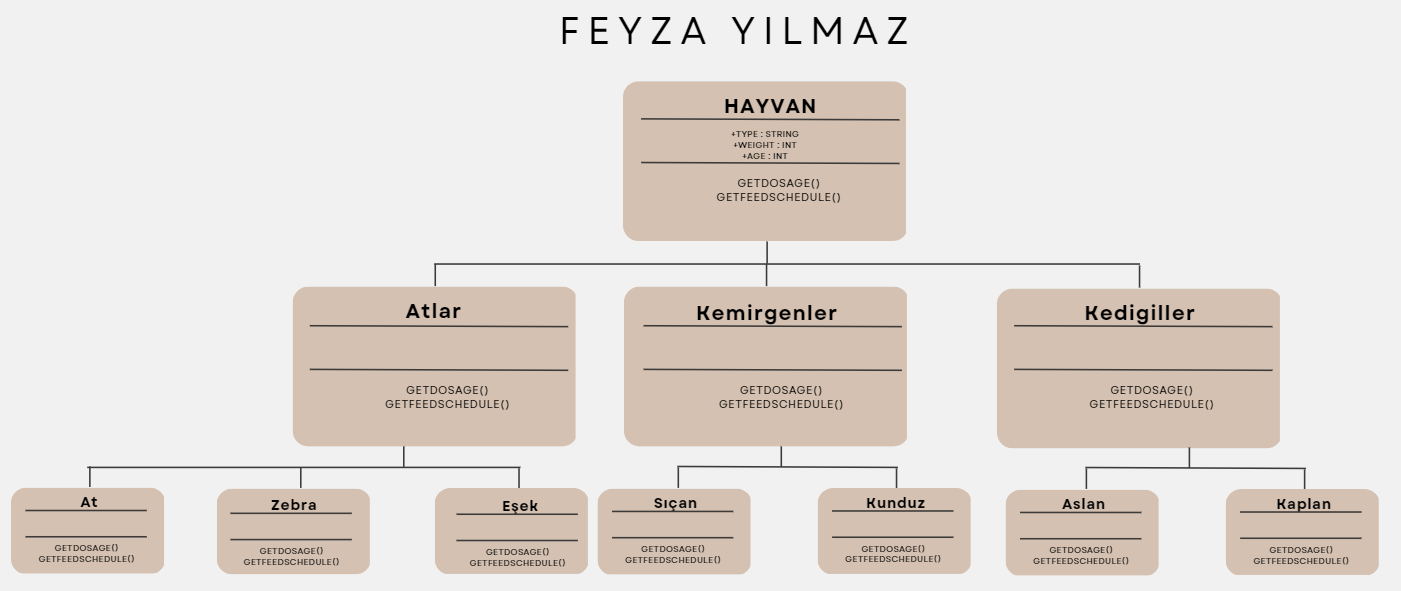 FEYZA YILMAZ
HAYVAN
+TYPE : STRING
+WEIGHT : INT
+AGE : INT
GETDOSAGE()
GETFEEDSCHEDULE()
Atlar
GETDOSAGE()
GETFEEDSCHEDULE()
Kemirgenler
GETDOSAGE()
GETFEEDSCHEDULE()
Kedigiller
GETDOSAGE()
GETFEEDSCHEDULE()
At
GETDOSAGE()
GETFEEDSCHEDULE()
Zebra
GETDOSAGE()
GETFEEDSCHEDULE()
Eşek
GETDOSAGE()
GETFEEDSCHEDULE()
Sıçan
GETDOSAGE()
GETFEEDSCHEDULE()
Kunduz
GETDOSAGE()
GETFEEDSCHEDULE()
Aslan
GETDOSAGE()
GETFEEDSCHEDULE()
Kaplan
GETDOSAGE()
GETFEEDSCHEDULE()